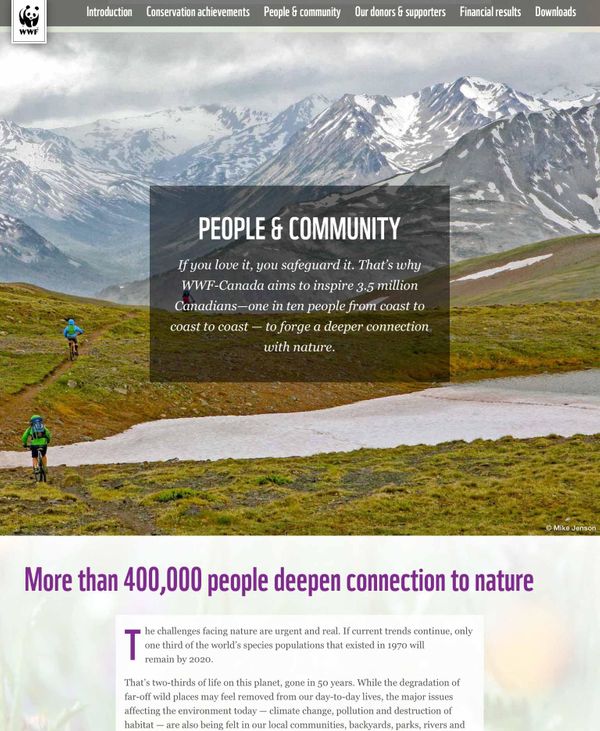 Introduction Conservation achievements People & community Our donors & supporters Financial results Downloads
WWF
PEOPLE & COMMUNITY
If you love it, you safeguard it. That's why
WWF-Canada aims to inspire 3.5 million
Canadians—one in ten people from coast to
coast to coast — to forge a deeper connection
with nature.
© Mike Jenson
More than 400,000 people deepen connection to nature
The challenges facing nature are urgent and real. If current trends continue, only
one third of the world's species populations that existed in 1970 will
remain by 2020.
That's two-thirds of life on this planet, gone in 50 years. While the degradation of
far-off wild places may feel removed from our day-to-day lives, the major issues
affecting the environment today — climate change, pollution and destruction of
habitat — are also being felt in our local communities, backyards, parks, rivers and